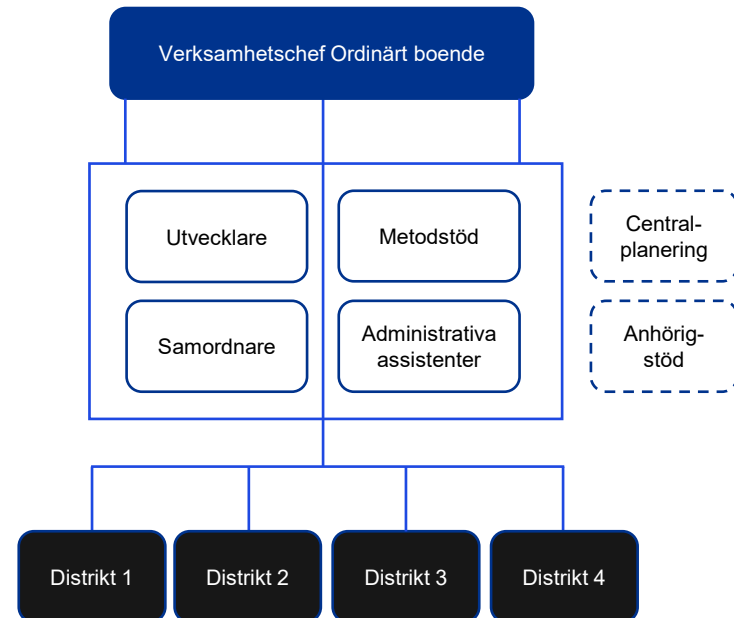 Verksamhetschef Ordinärt boende
Utvecklare
Metodstöd
Central-
planering
Samordnare
Administrativa
assistenter
Anhörig-
stöd
Distrikt 1
Distrikt 2
Distrikt 3
Distrikt 4